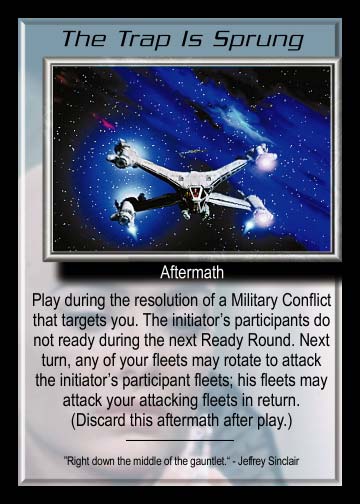 The Trap Is Sprung
Aftermath
Play during the resolution of a Military Conflict
that targets you. The initiator's participants do
not ready during the next Ready Round. Next
turn, any of your fleets may rotate to attack
the initiator's participant fleets; his fleets may
attack your attacking fleets in return.
(Discard this aftermath after play.)
"Right down the middle of the gauntlet.“ - Jeffrey Sinclair